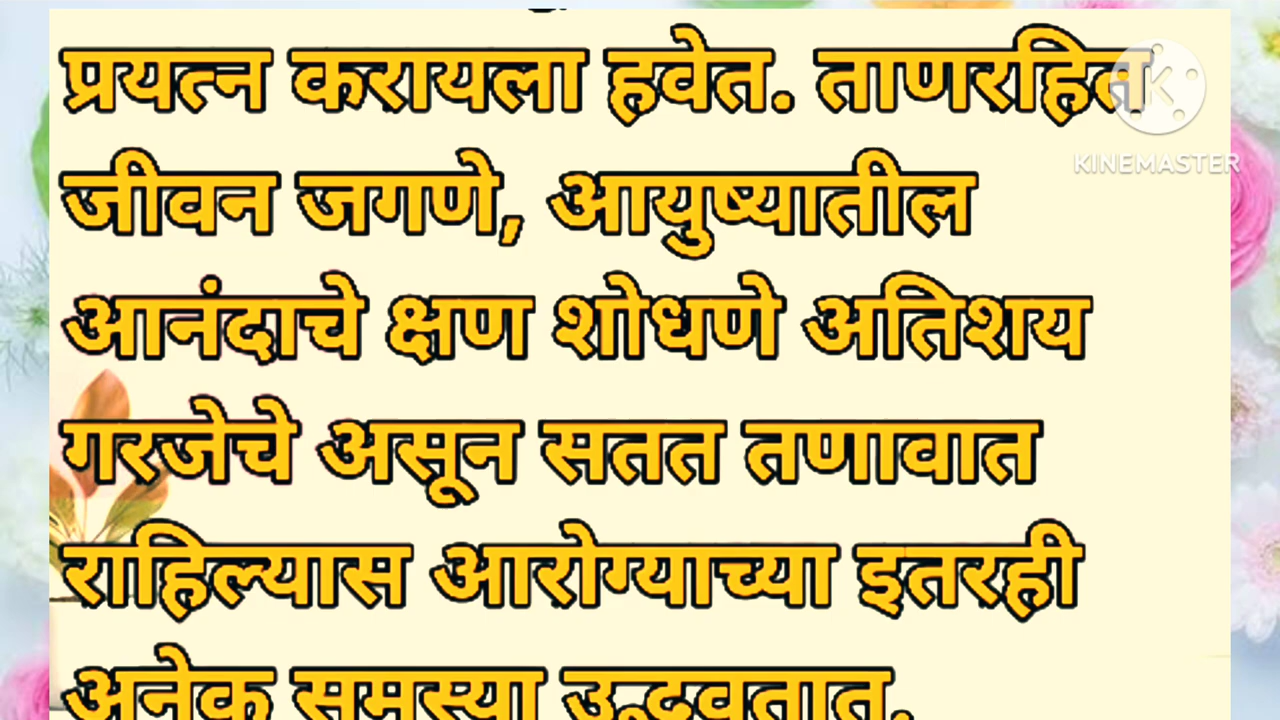 प्रयत्न करायला हवेत. ताणरहित
जीवन जगणे, आयुष्यातील
आनंदाचे क्षण शोधणे अतिशय
गरजेचे असून सतत तणावात
राहिल्यास आरोग्याच्या इतरही
अनेक समस्या उद्भवतात.
KINEMASTER